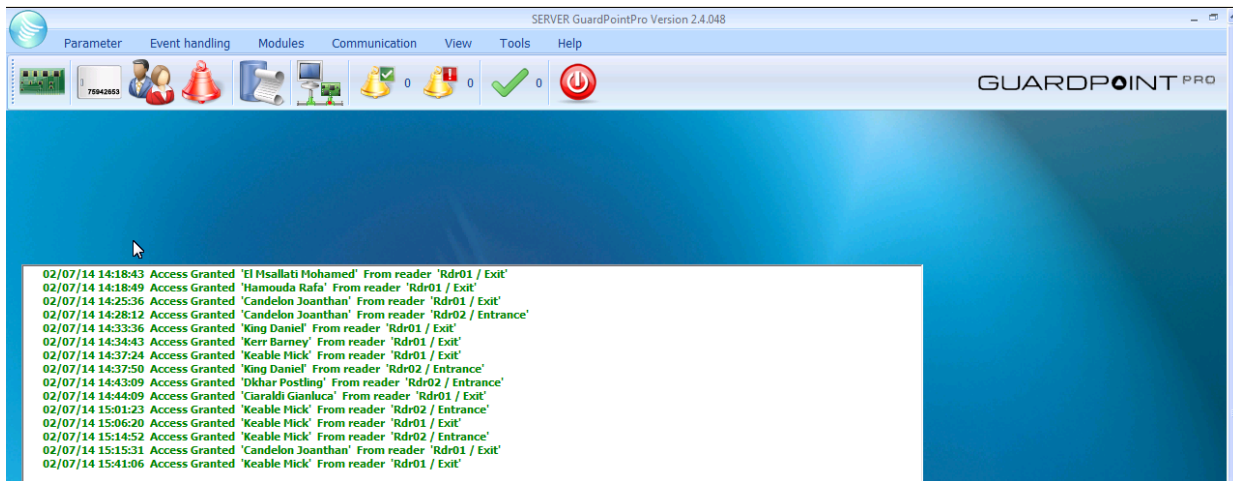 SERVER GuardPointPro Version 2.4.048
Parameter Event handling Modules Communication View Tools Help
75942653 0 0 0 GUARDPOINT PRO
02/07/14 14:18:43 Access Granted 'El Msallati Mohamed' From reader 'Rdr01 / Exit'
02/07/14 14:18:49 Access Granted 'Hamouda Rafa' From reader 'Rdr01 / Exit'
02/07/14 14:25:36 Access Granted 'Candelon Joanthan' From reader 'Rdr01 / Exit'
02/07/14 14:28:12 Access Granted 'Candelon Joanthan' From reader 'Rdr02 / Entrance'
02/07/14 14:33:36 Access Granted 'King Daniel' From reader 'Rdr01 / Exit'
02/07/14 14:34:43 Access Granted 'Kerr Barney' From reader 'Rdr01 / Exit'
02/07/14 14:37:24 Access Granted 'Keable Mick' From reader 'Rdr01 / Exit'
02/07/14 14:37:50 Access Granted 'King Daniel' From reader 'Rdr02 / Entrance'
02/07/14 14:43:09 Access Granted 'Dkhar Postling' From reader 'Rdr02 / Entrance'
02/07/14 14:44:09 Access Granted 'Ciaraldi Gianluca' From reader 'Rdr01 / Exit'
02/07/14 15:01:23 Access Granted 'Keable Mick' From reader 'Rdr02 / Entrance'
02/07/14 15:06:20 Access Granted 'Keable Mick' From reader 'Rdr01 / Exit'
02/07/14 15:14:52 Access Granted 'Keable Mick' From reader 'Rdr02 / Entrance'
02/07/14 15:15:31 Access Granted 'Candelon Joanthan' From reader 'Rdr01 / Exit'
02/07/14 15:41:06 Access Granted 'Keable Mick' From reader 'Rdr01 / Exit'